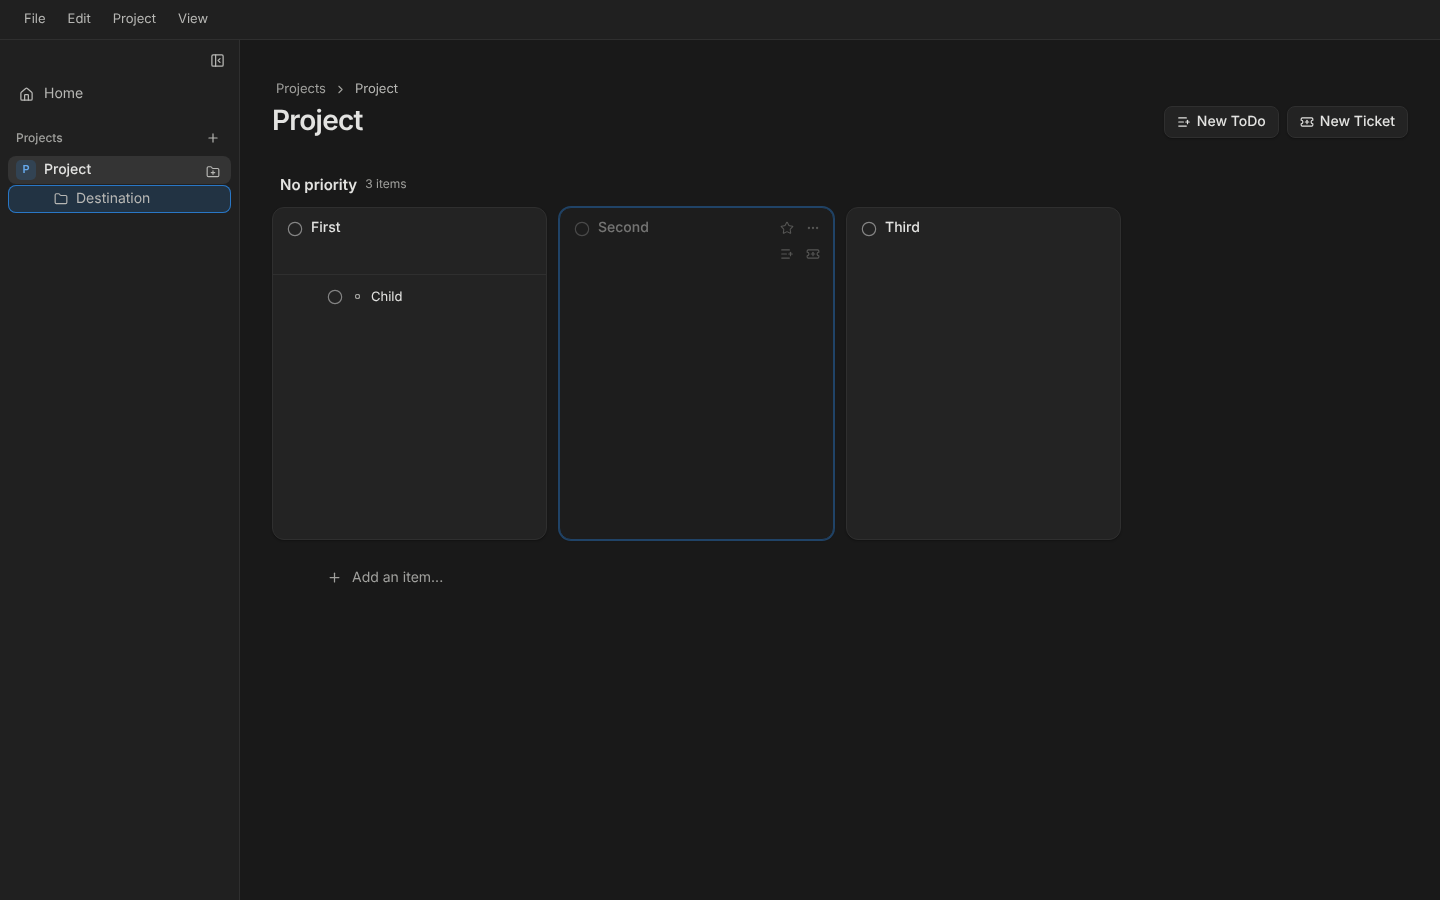 File Edit Project View
Home
Projects
P Project
Destination
Projects > Project
Project
New ToDo New Ticket
No priority 3 items
First
Child
Second
Third
Add an item...